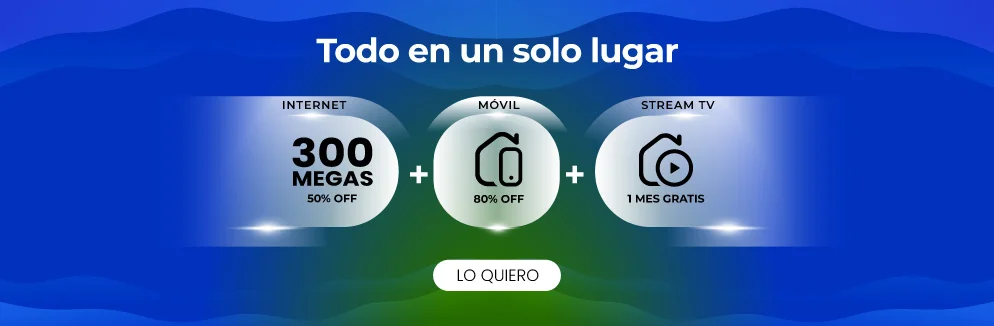 Todo en un solo lugar
INTERNET
300
MEGAS
50% OFF
+
MÓVIL
80% OFF
+
STREAM TV
1 MES GRATIS
LO QUIERO